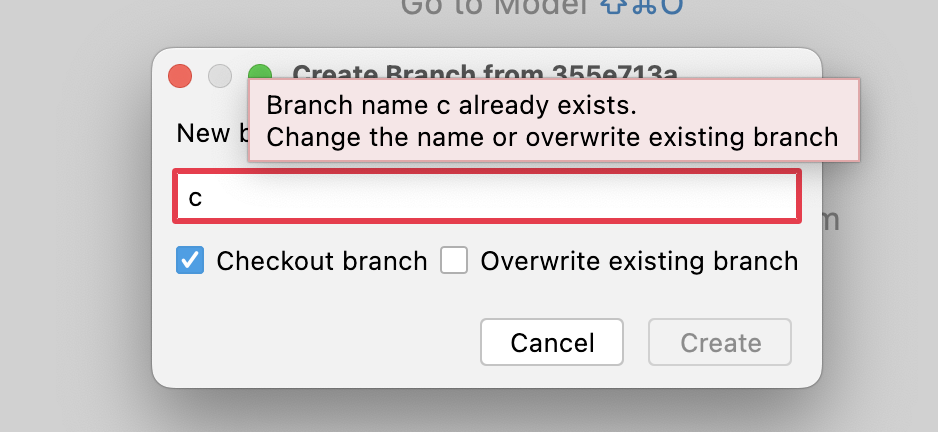 Go to Model ⇧⌘O
Create Branch from 355e713a
Branch name c already exists.
Change the name or overwrite existing branch
New b
c
m
Checkout branch
Overwrite existing branch
Cancel
Create